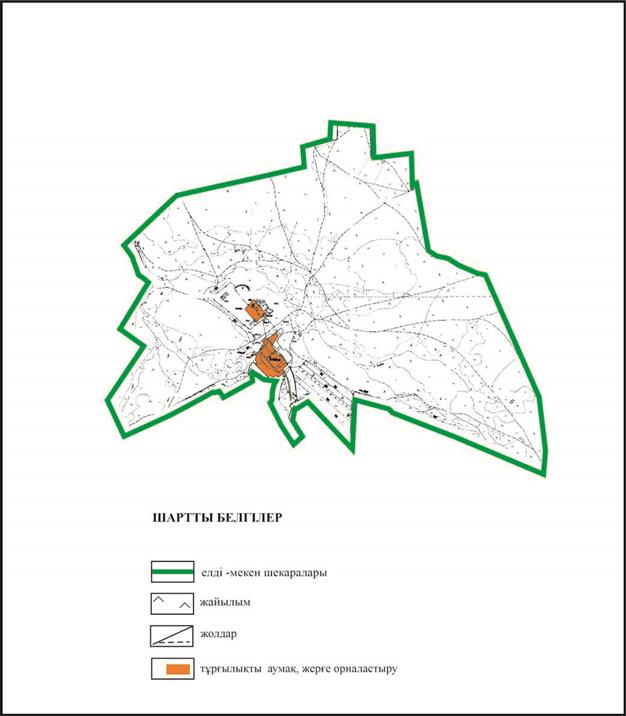 ШАРТТЫ БЕЛГІЛЕР
елді -мекен шекаралары
жайылым
жолдар
тұрғылықты аумақ, жерге орналастыру